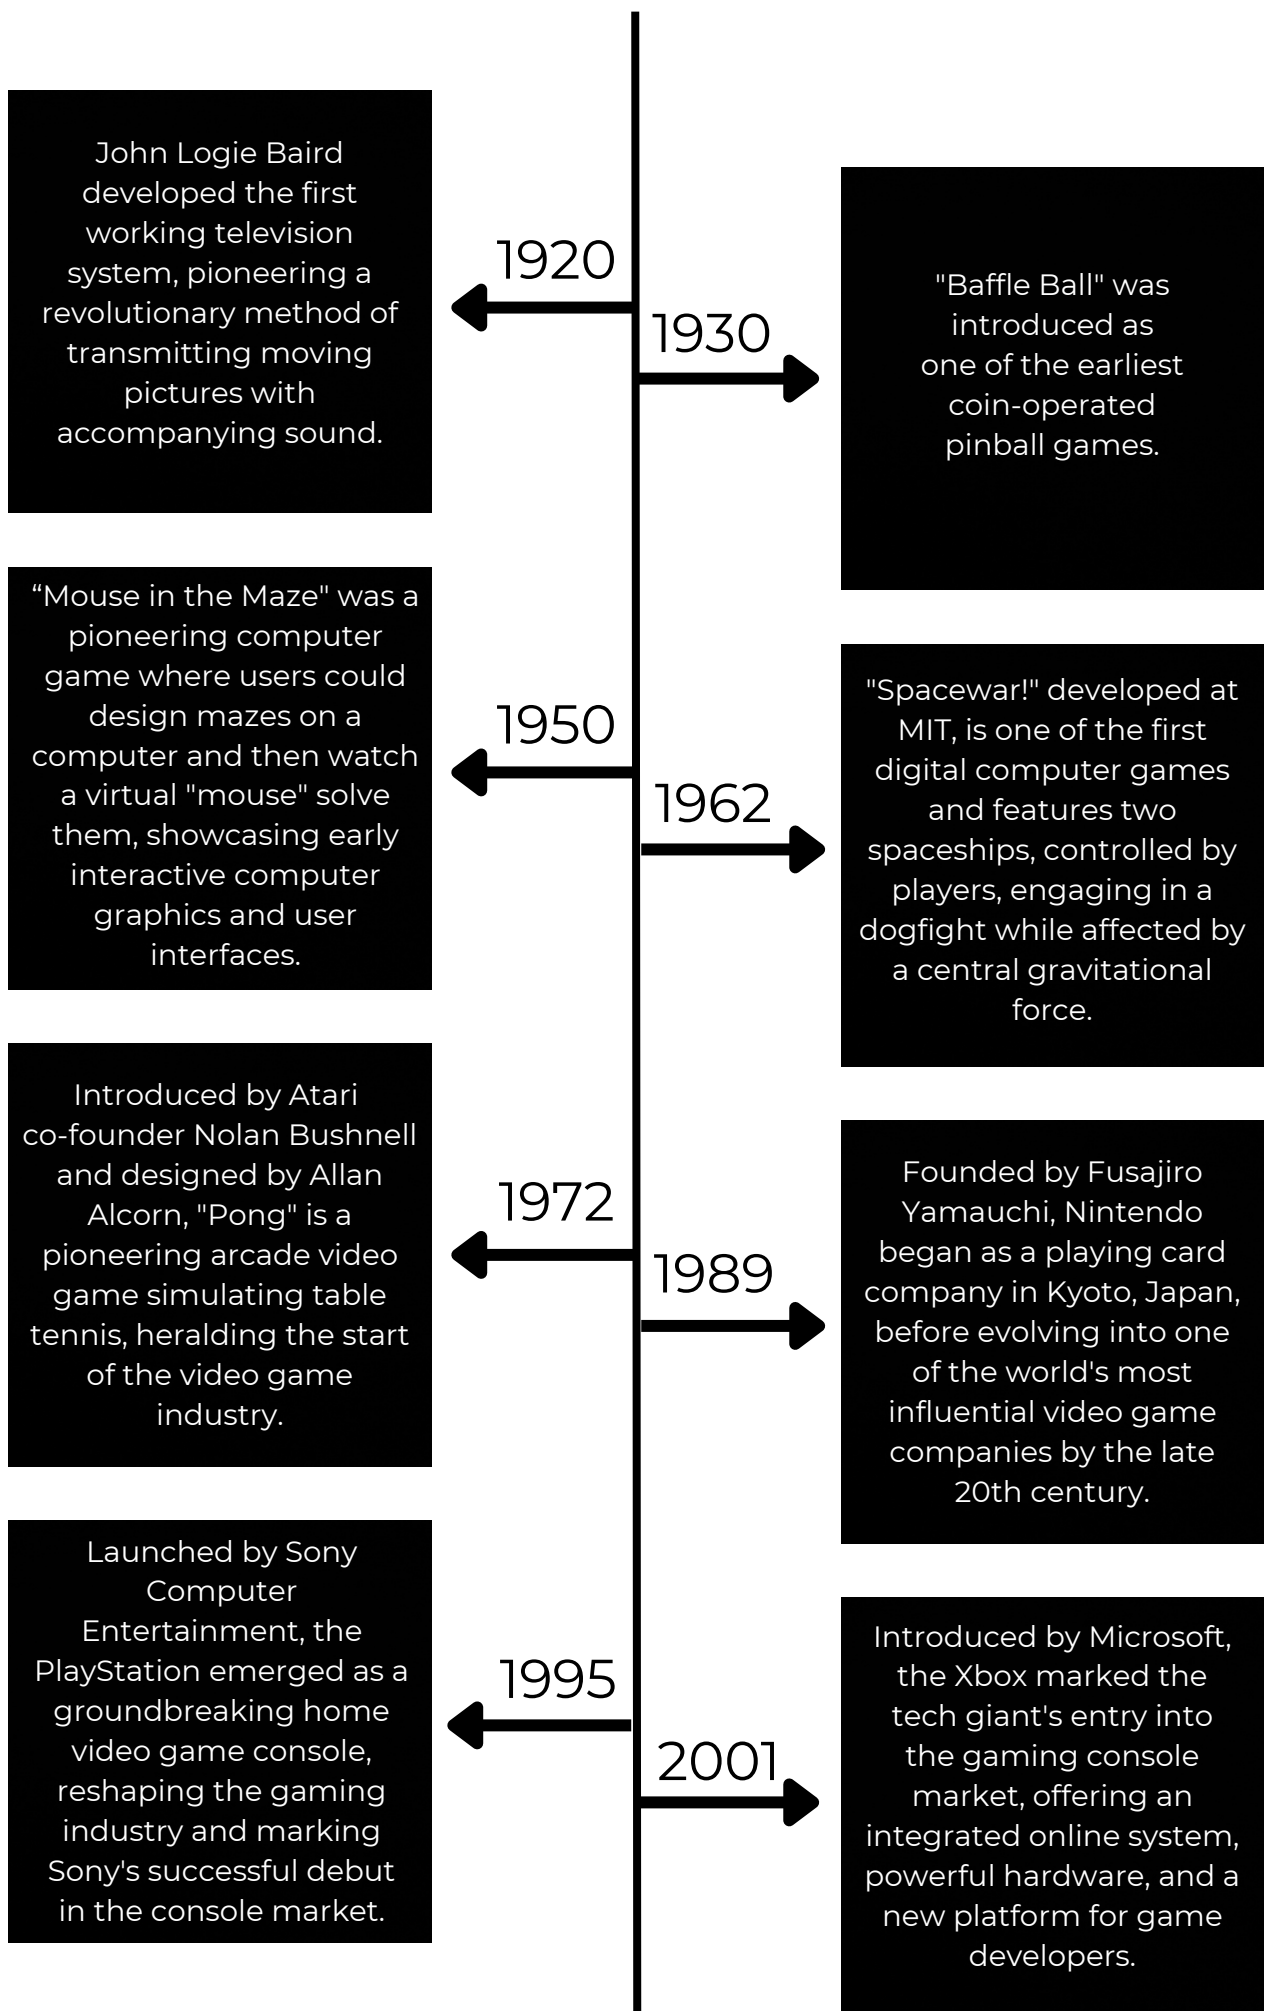 1920
John Logie Baird
developed the first
working television
system, pioneering a
revolutionary method of
transmitting moving
pictures with
accompanying sound.
1930
"Baffle Ball" was
introduced as
one of the earliest
coin-operated
pinball games.
1950
“Mouse in the Maze" was a
pioneering computer
game where users could
design mazes on a
computer and then watch
a virtual "mouse" solve
them, showcasing early
interactive computer
graphics and user
interfaces.
1962
"Spacewar!" developed at
MIT, is one of the first
digital computer games
and features two
spaceships, controlled by
players, engaging in a
dogfight while affected by
a central gravitational
force.
1972
Introduced by Atari
co-founder Nolan Bushnell
and designed by Allan
Alcorn, "Pong" is a
pioneering arcade video
game simulating table
tennis, heralding the start
of the video game
industry.
1989
Founded by Fusajiro
Yamauchi, Nintendo
began as a playing card
company in Kyoto, Japan,
before evolving into one
of the world's most
influential video game
companies by the late
20th century.
1995
Launched by Sony
Computer
Entertainment, the
PlayStation emerged as a
groundbreaking home
video game console,
reshaping the gaming
industry and marking
Sony's successful debut
in the console market.
2001
Introduced by Microsoft,
the Xbox marked the
tech giant's entry into
the gaming console
market, offering an
integrated online system,
powerful hardware, and a
new platform for game
developers.